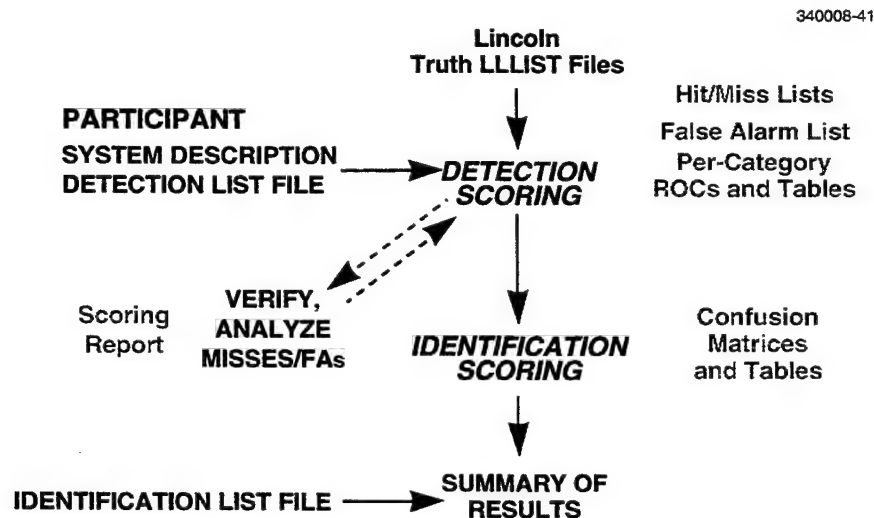 340008-41
Lincoln
Truth LLLIST Files
Hit/Miss Lists
False Alarm List
Per-Category
ROCs and Tables
PARTICIPANT
SYSTEM DESCRIPTION
DETECTION LIST FILE
DETECTION
SCORING
Scoring
Report
VERIFY,
ANALYZE
MISSES/FAs
IDENTIFICATION
SCORING
Confusion
Matrices
and Tables
IDENTIFICATION LIST FILE
SUMMARY OF
RESULTS